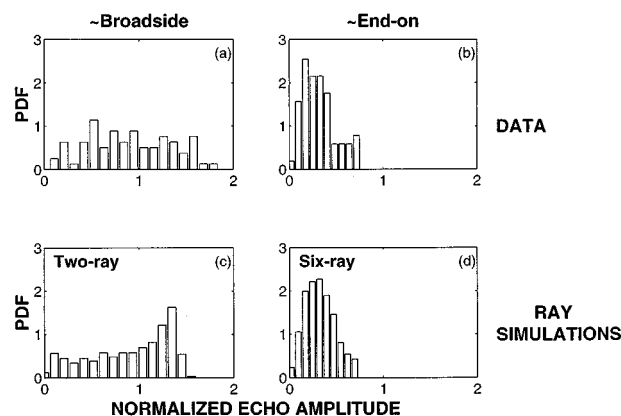 ~Broadside ~End-on
3 (a) 3 (b)
2 2
PDF
1 1
0 0
0 1 2 0 1 2
DATA
3 Two-ray (c) 3 Six-ray (d)
2 2
PDF
1 1
0 0
0 1 2 0 1 2
RAY
SIMULATIONS
NORMALIZED ECHO AMPLITUDE